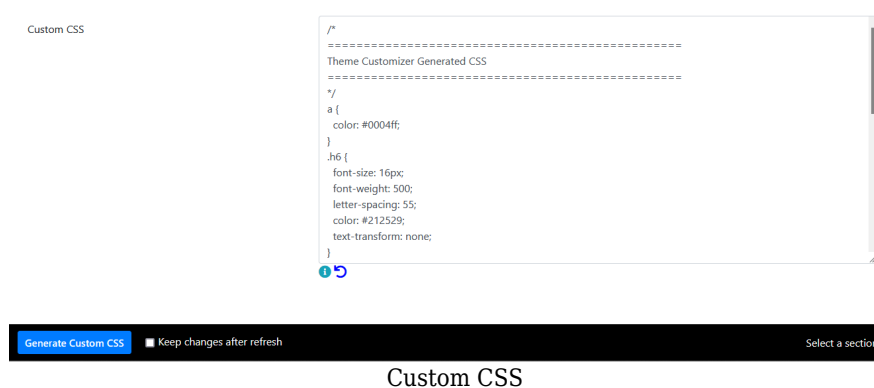 Custom CSS
/*
=================================================
Theme Customizer Generated CSS
=================================================
*/
a {
color: #0004ff;
}
.h6 {
font-size: 16px;
font-weight: 500;
letter-spacing: 55;
color: #212529;
text-transform: none;
}
Generate Custom CSS
Keep changes after refresh
Select a section
Custom CSS